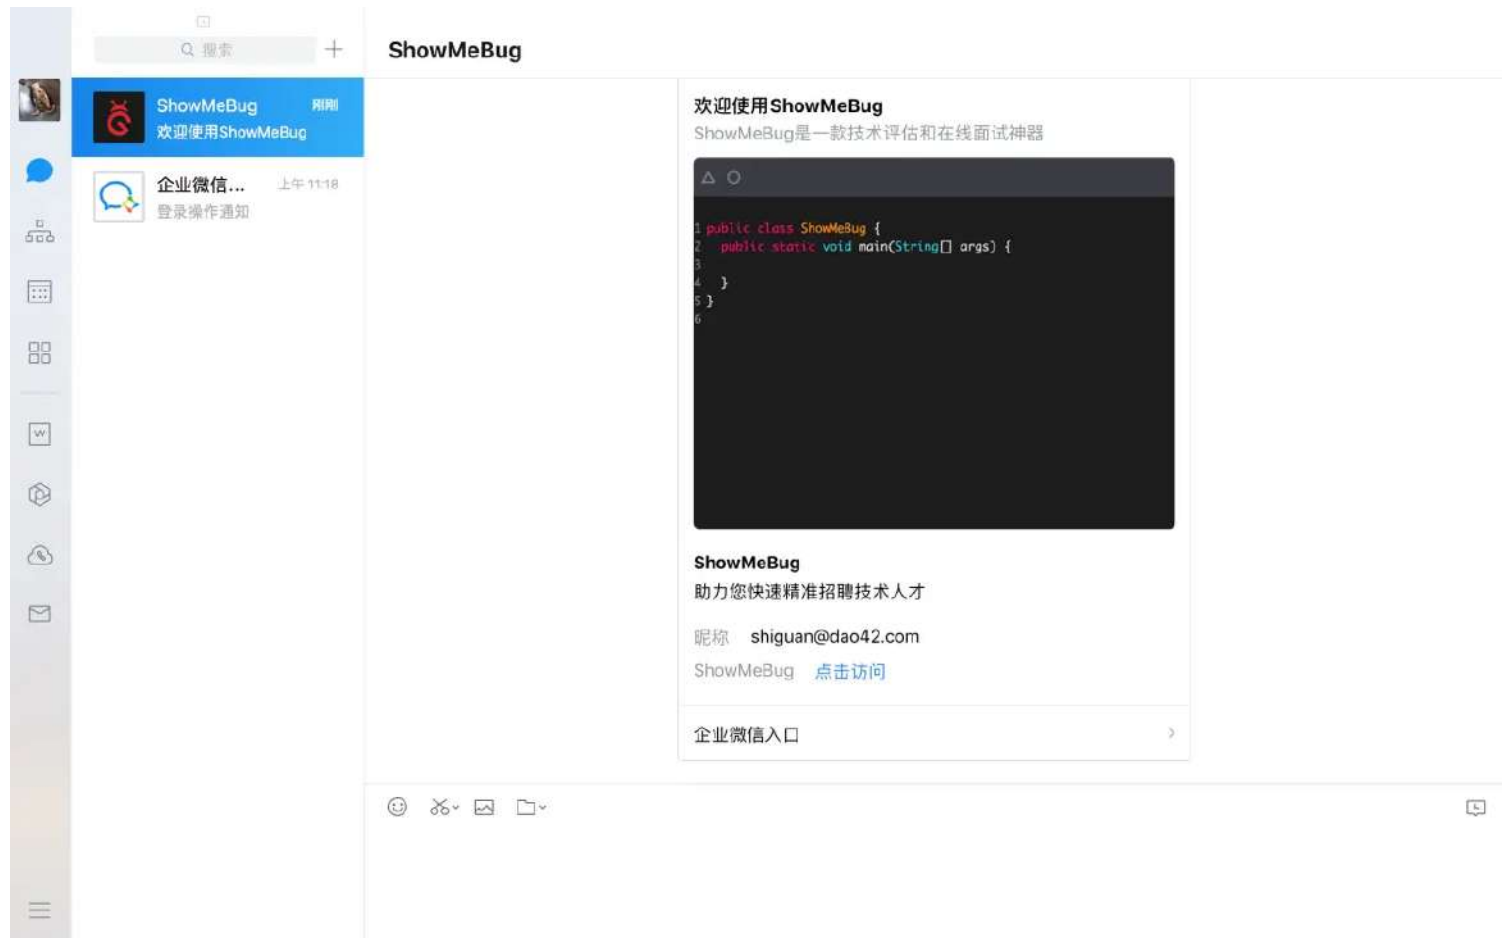 搜索
ShowMeBug 刚刚
欢迎使用ShowMeBug
企业微信... 上午 11:18
登录操作通知
ShowMeBug
欢迎使用ShowMeBug
ShowMeBug是一款技术评估和在线面试神器
1 public class ShowMeBug {
2 public static void main(String[] args) {
3
4 }
5 }
6
ShowMeBug
助力您快速精准招聘技术人才
昵称 shiguan@dao42.com
ShowMeBug 点击访问
企业微信入口